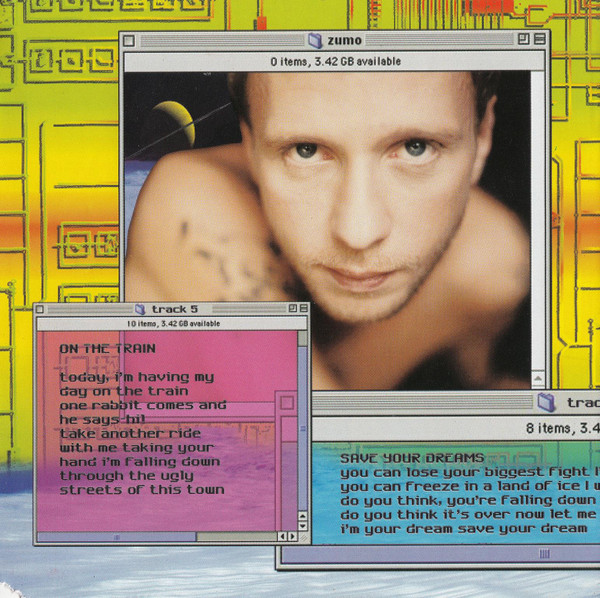 zumo
0 items, 3.42 GB available
track 5
10 items, 3.42 GB available
ON THE TRAIN
today, i'm having my
day on the train
one rabbit comes and
he says-hi!
take another ride
with me taking your
hand i'm falling down
through the ugly
streets of this town
trac
8 items, 3.4
SAVE YOUR DREAMS
you can lose your biggest fight i
you can freeze in a land of ice i w
do you think, you're falling down
do you think it's over now let me
i'm your dream save your dream